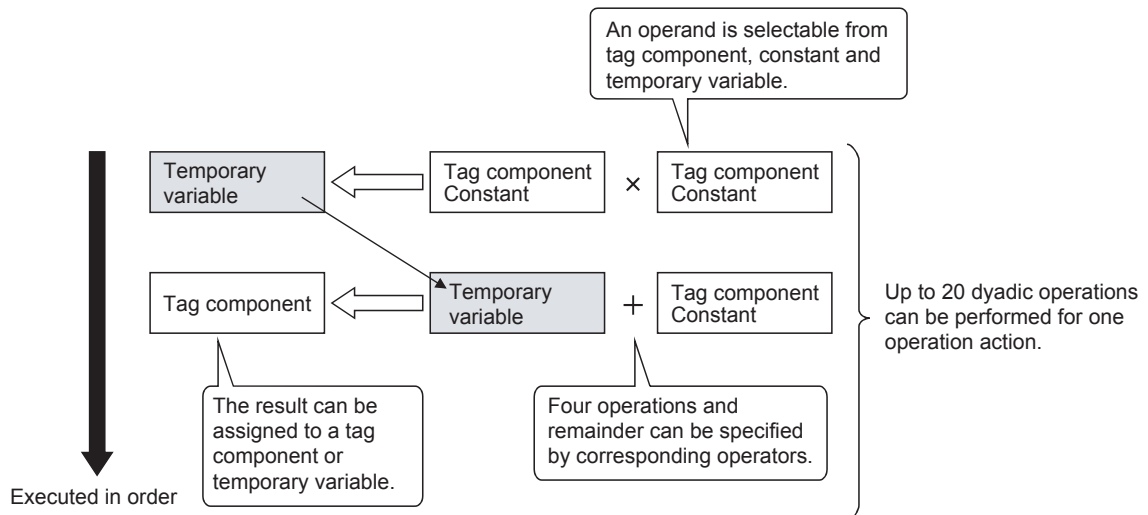 An operand is selectable from
tag component, constant and
temporary variable.
Temporary
variable
Tag component
Constant
×
Tag component
Constant
Tag component
Temporary
variable
+
Tag component
Constant
Up to 20 dyadic operations
can be performed for one
operation action.
The result can be
assigned to a tag
component or
temporary variable.
Four operations and
remainder can be specified
by corresponding operators.
Executed in order